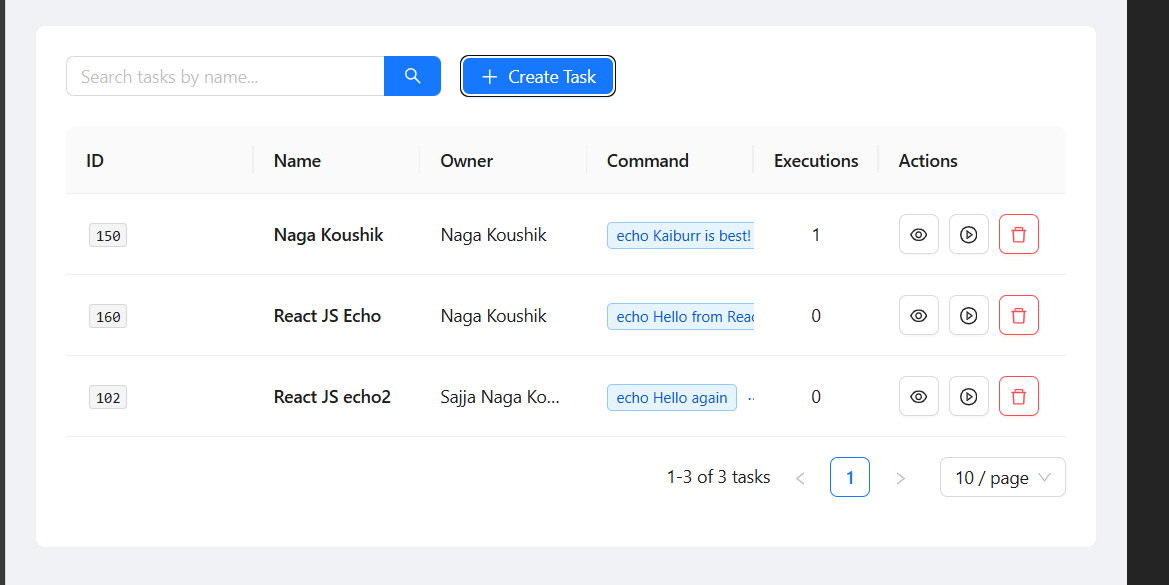 Search tasks by name...
Create Task
ID Name Owner Command Executions Actions
150 Naga Koushik Naga Koushik echo Kaiburr is best! 1
160 React JS Echo Naga Koushik echo Hello from 0
102 React JS echo2 Sajja Naga Ko... echo Hello again 0
1-3 of 3 tasks < 1 > 10 / page